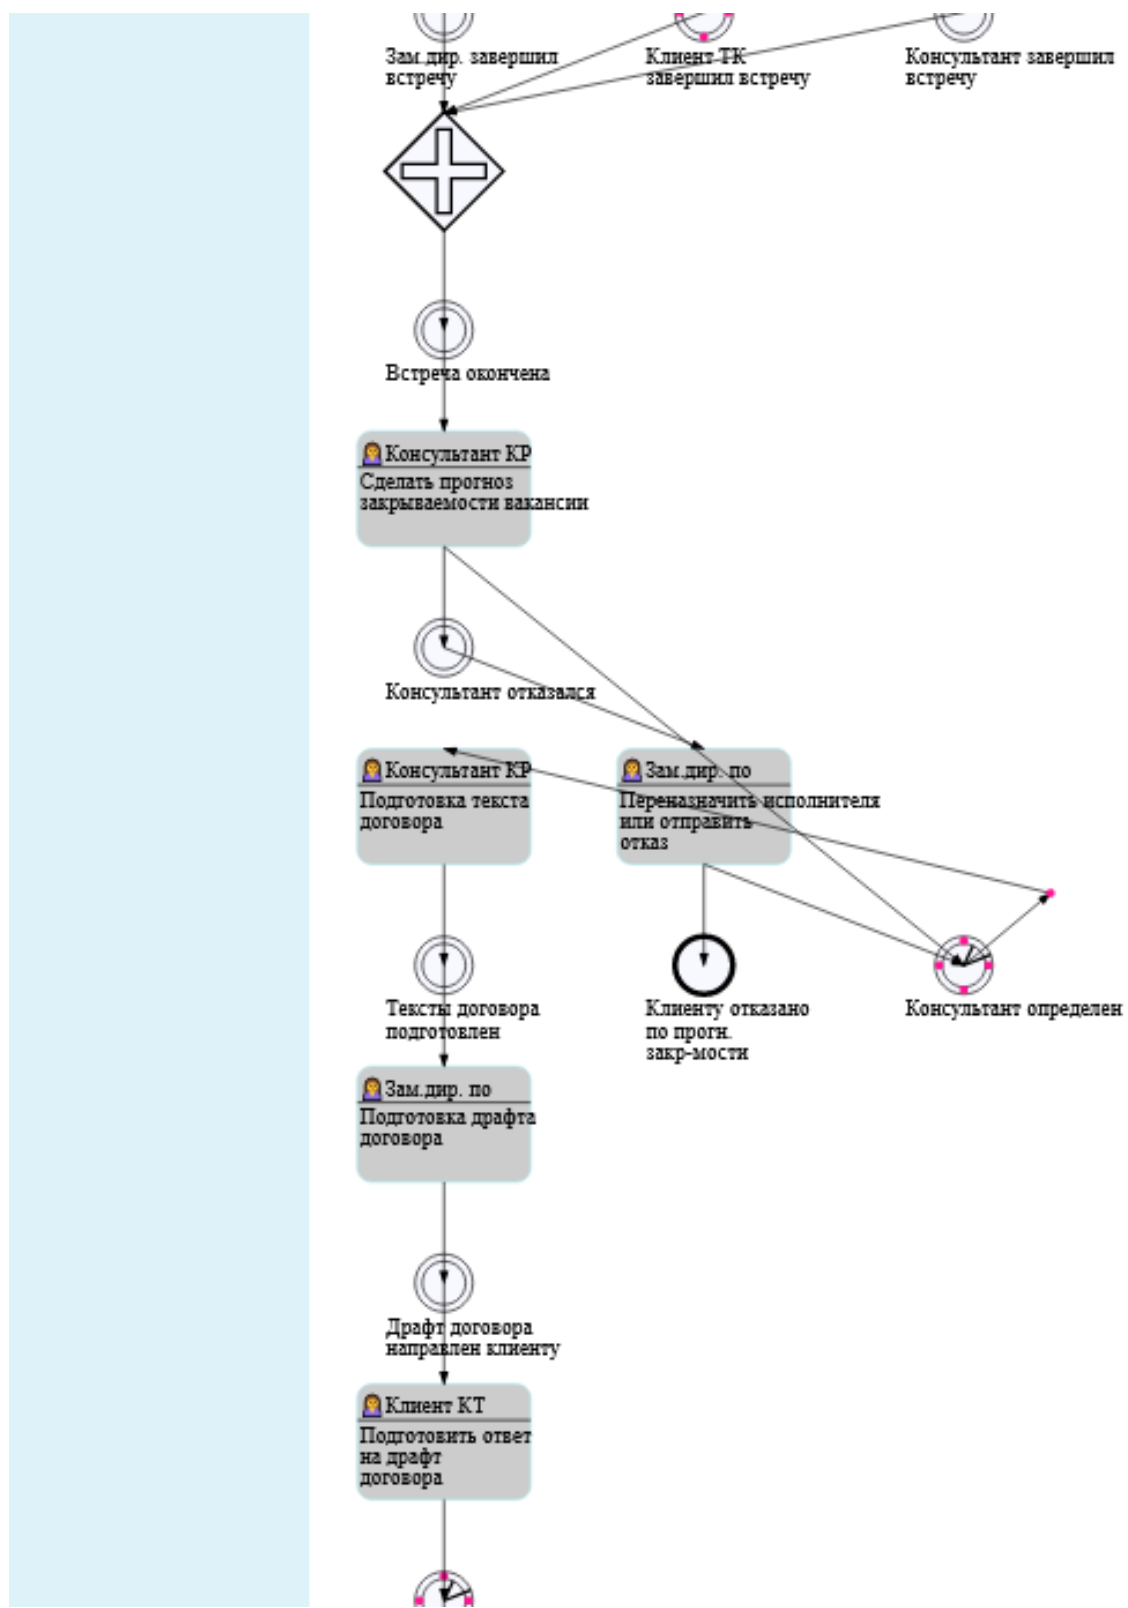 Зам.дир. завершил
встречу
Клиент ТК
завершил встречу
Консультант завершил
встречу
Встреча окончена
Консультант КР
Сделать прогноз
закрываемости вакансии
Консультант отказался
Консультант КР
Подготовка текста
договора
Зам.дир. по
Переназначить исполнителя
или отправить
отказ
Тексты договора
подготовлен
Клиенту отказано
по прогн.
закр-мости
Консультант определен
Зам.дир. по
Подготовка драфта
договора
Драфт договора
направлен клиенту
Клиент КТ
Подготовить ответ
на драфт
договора